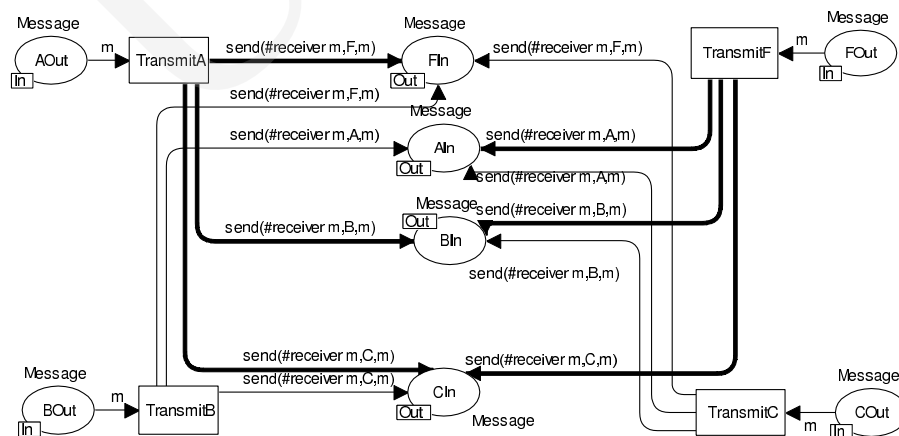 Message
Message
Message
AOut
In
m
TransmitA
send(#receiver m,F,m)
FIn
Out
send(#receiver m,F,m)
TransmitF
m
FOut
In
send(#receiver m,F,m)
Message
send(#receiver m,A,m)
AIn
Out
send(#receiver m,A,m)
send(#receiver m,A,m)
Message
Out
send(#receiver m,B,m)
send(#receiver m,B,m)
BIn
send(#receiver m,B,m)
send(#receiver m,C,m)
send(#receiver m,C,m)
Message
Message
send(#receiver m,C,m)
BOut
In
m
TransmitB
CIn
Out
Message
TransmitC
m
COut
In